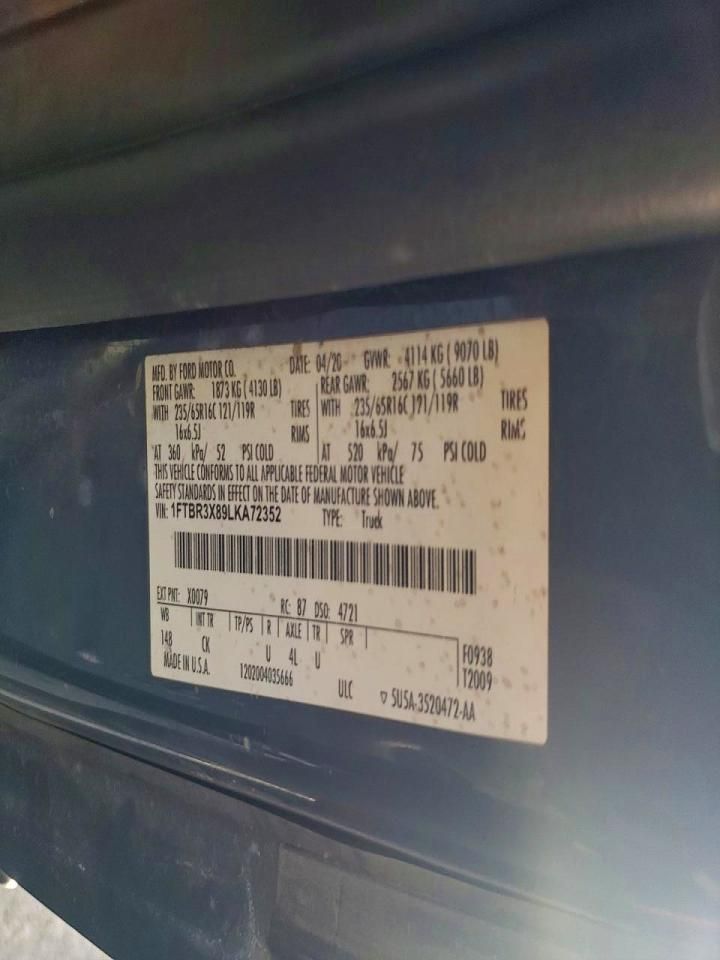 MFD. BY FORD MOTOR CO. DATE: 04/20 GVWR: 4114 KG ( 9070 LB)
FRONT GAWR: 1873 KG ( 4130 LB) REAR GAWR: 2567 KG ( 5660 LB)
WITH 235/65R16C 121/119R TIRES WITH 235/65R16C 121/119R TIRES
16x6.5J RIMS 16x6.5J RIMS
AT 360 kPa/ 52 PSI COLD AT 520 kPa/ 75 PSI COLD
THIS VEHICLE CONFORMS TO ALL APPLICABLE FEDERAL MOTOR VEHICLE
SAFETY STANDARDS IN EFFECT ON THE DATE OF MANUFACTURE SHOWN ABOVE.
VIN: 1FTBR3X89LKA72352 TYPE: Truck
EXT PNT: X0079 RC: 87 DSO: 4721
WB INT TR TP/PS R AXLE TR SPR F0938
148 CK U 4L U T2009
MADE IN U.S.A. 1202004035666 ULC ▽ 5U5A-3520472-AA